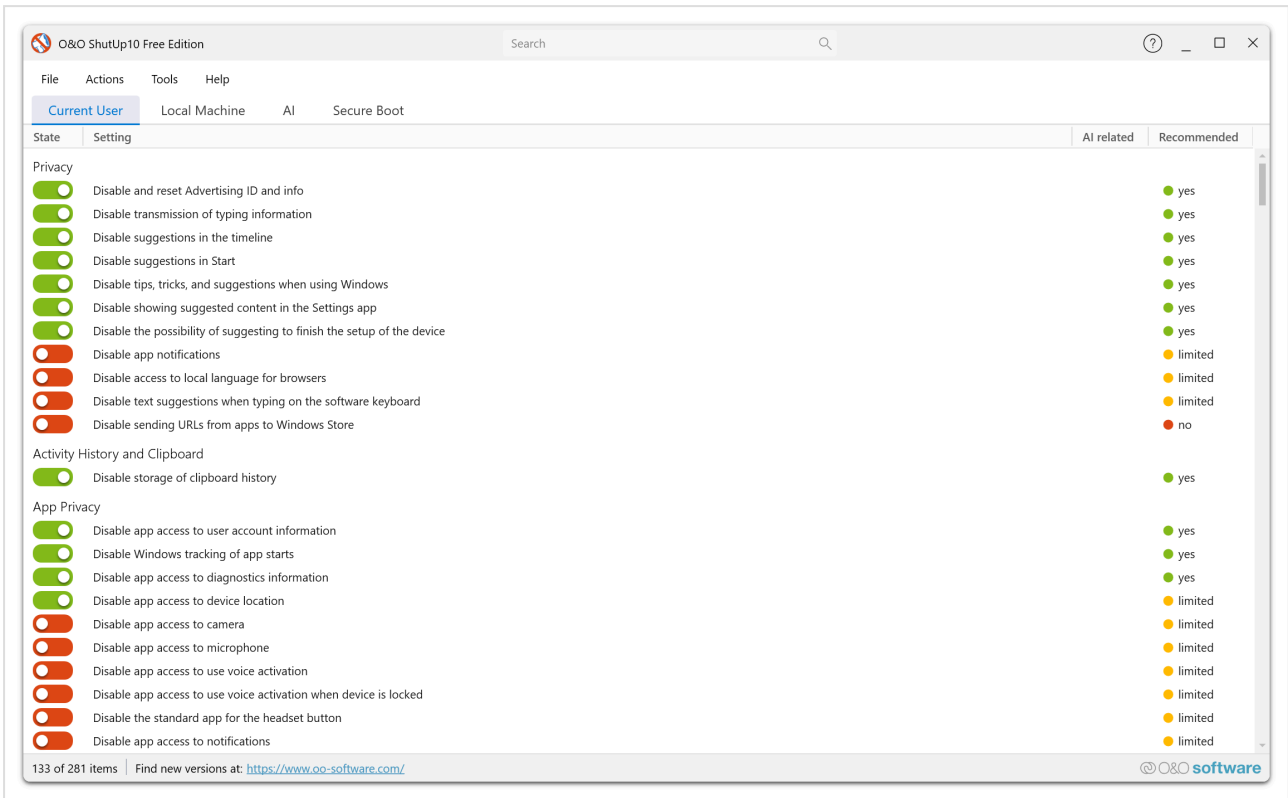 O&O ShutUp10 Free Edition
Search
?
File Actions Tools Help
Current User Local Machine AI Secure Boot
State Setting AI related Recommended
Privacy
Disable and reset Advertising ID and info yes
Disable transmission of typing information yes
Disable suggestions in the timeline yes
Disable suggestions in Start yes
Disable tips, tricks, and suggestions when using Windows yes
Disable showing suggested content in the Settings app yes
Disable the possibility of suggesting to finish the setup of the device yes
Disable app notifications limited
Disable access to local language for browsers limited
Disable text suggestions when typing on the software keyboard limited
Disable sending URLs from apps to Windows Store no
Activity History and Clipboard
Disable storage of clipboard history yes
App Privacy
Disable app access to user account information yes
Disable Windows tracking of app starts yes
Disable app access to diagnostics information yes
Disable app access to device location limited
Disable app access to camera limited
Disable app access to microphone limited
Disable app access to use voice activation limited
Disable app access to use voice activation when device is locked limited
Disable the standard app for the headset button limited
Disable app access to notifications limited
133 of 281 items Find new versions at: https://www.oo-software.com/ O&O software